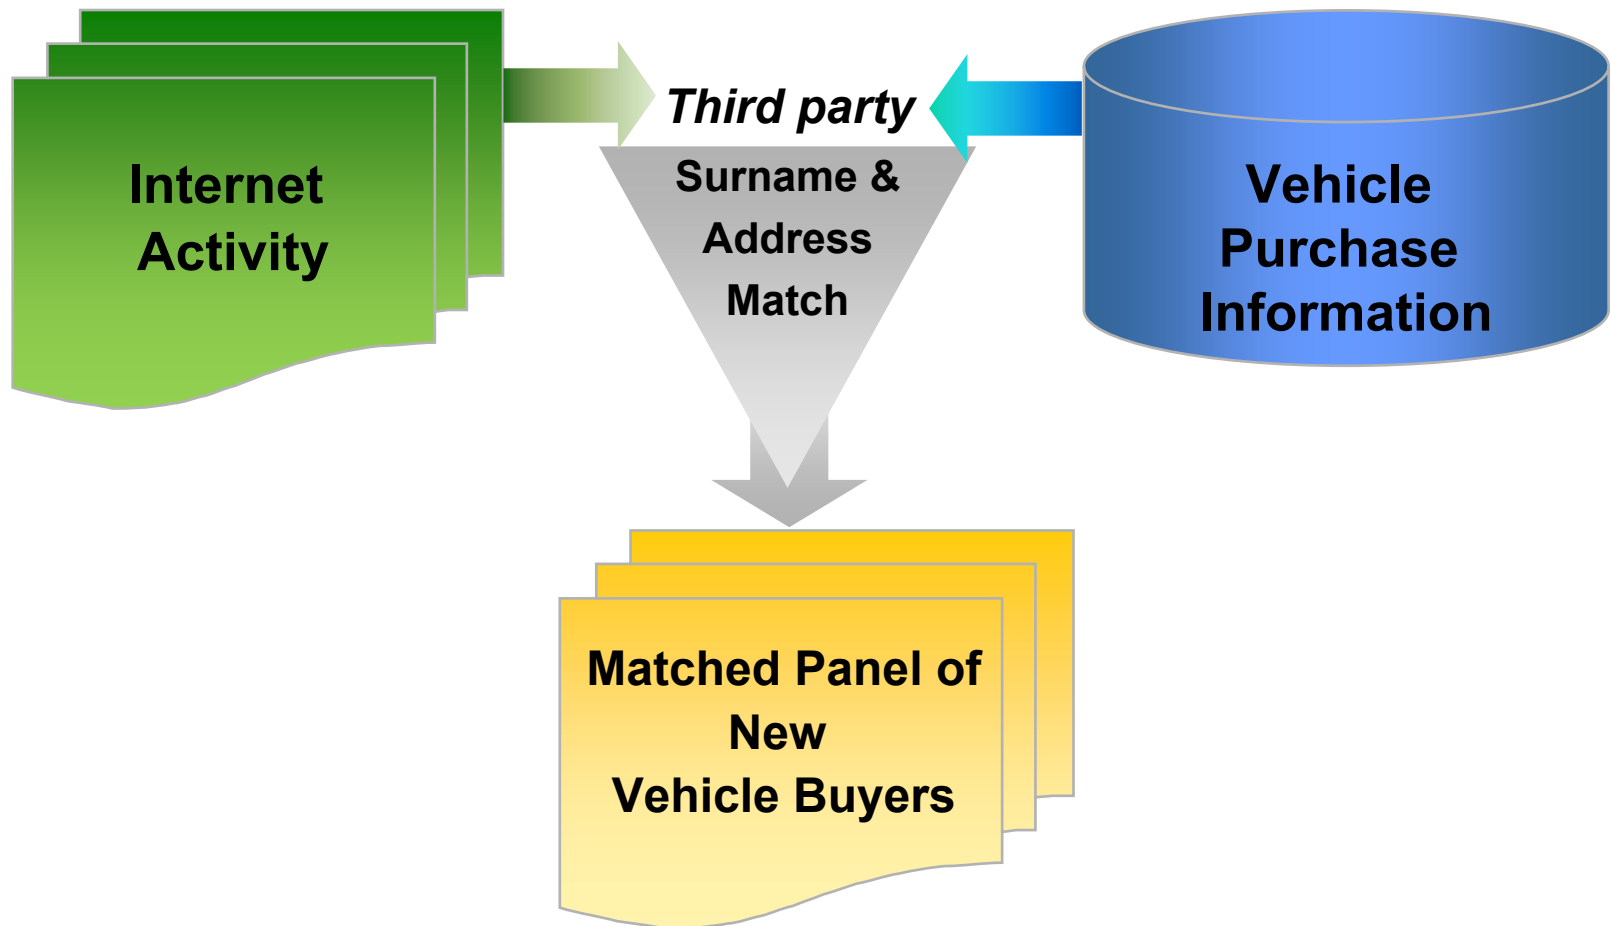 Internet
Activity
Third party
Surname &
Address
Match
Vehicle
Purchase
Information
Matched Panel of
New
Vehicle Buyers